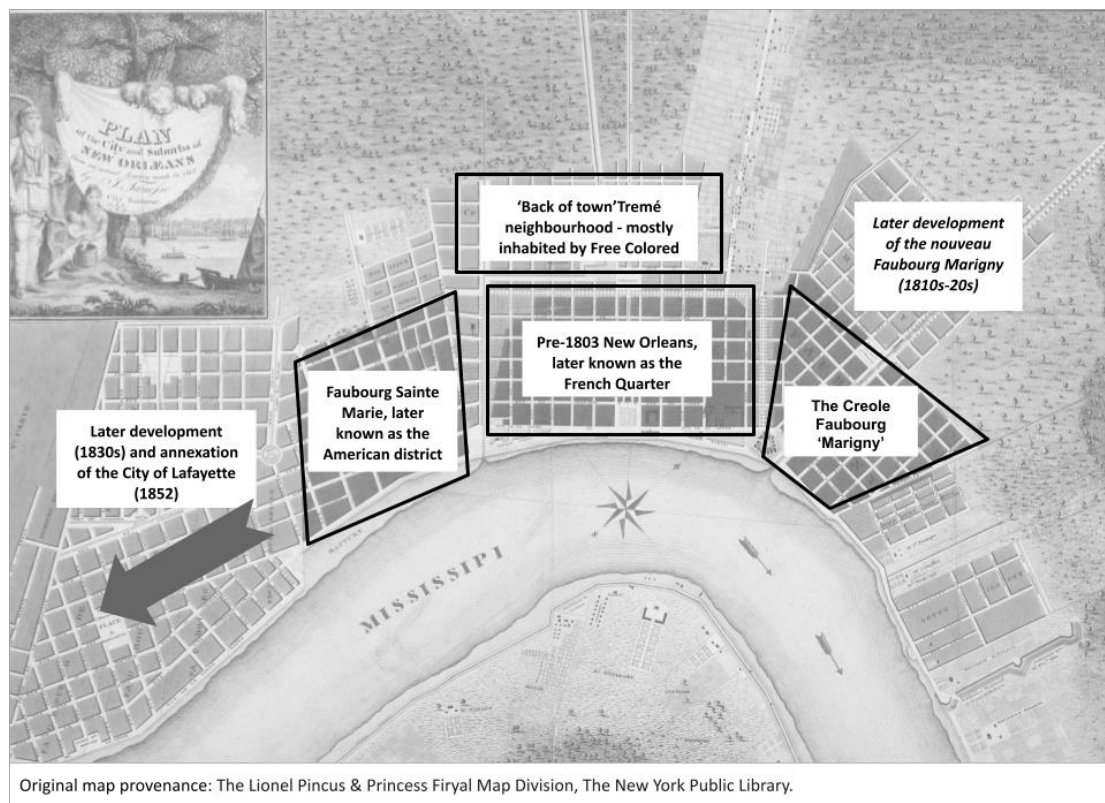 PLAN
of the City and Suburbs of
NEW ORLEANS
‘Back of town’Tremé
neighbourhood - mostly
inhabited by Free Colored
Later development
of the nouveau
Faubourg Marigny
(1810s-20s)
Pre-1803 New Orleans,
later known as the
French Quarter
Faubourg Sainte
Marie, later
known as the
American district
The Creole
Faubourg
‘Marigny’
Later development
(1830s) and annexation
of the City of Lafayette
(1852)
MISSISSIPI
Original map provenance: The Lionel Pincus & Princess Firyal Map Division, The New York Public Library.